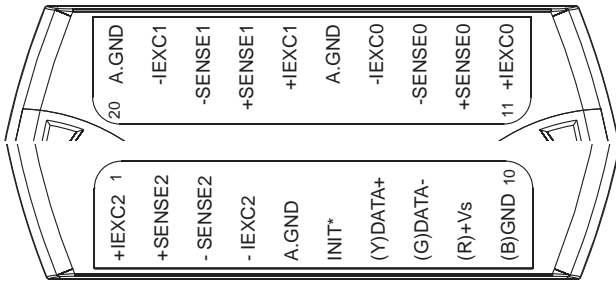 20 A.GND
-IEXC1
-SENSE1
+SENSE1
+IEXC1
A.GND
-IEXC0
-SENSE0
+SENSE0
11 +IEXC0
+IEXC2 1
+SENSE2
- SENSE2
- IEXC2
A.GND
INIT*
(Y)DATA+
(G)DATA-
(R)+Vs
(B)GND 10